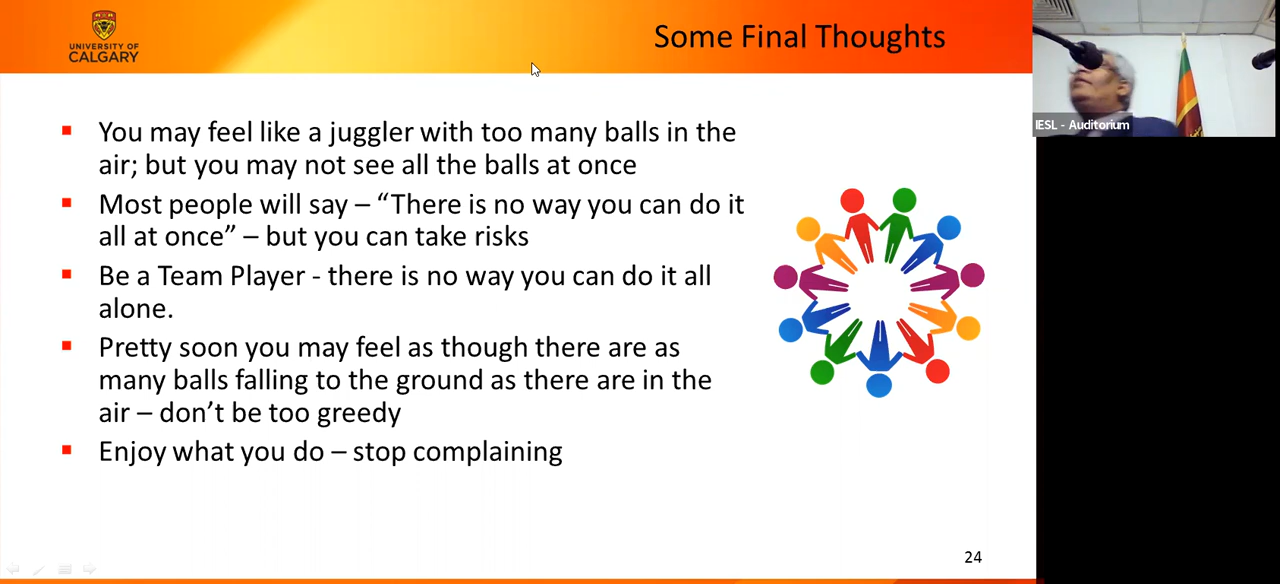 UNIVERSITY OF
CALGARY
Some Final Thoughts
IESL - Auditorium
▪ You may feel like a juggler with too many balls in the
air; but you may not see all the balls at once
▪ Most people will say – “There is no way you can do it
all at once” – but you can take risks
▪ Be a Team Player - there is no way you can do it all
alone.
▪ Pretty soon you may feel as though there are as
many balls falling to the ground as there are in the
air – don’t be too greedy
▪ Enjoy what you do – stop complaining
24